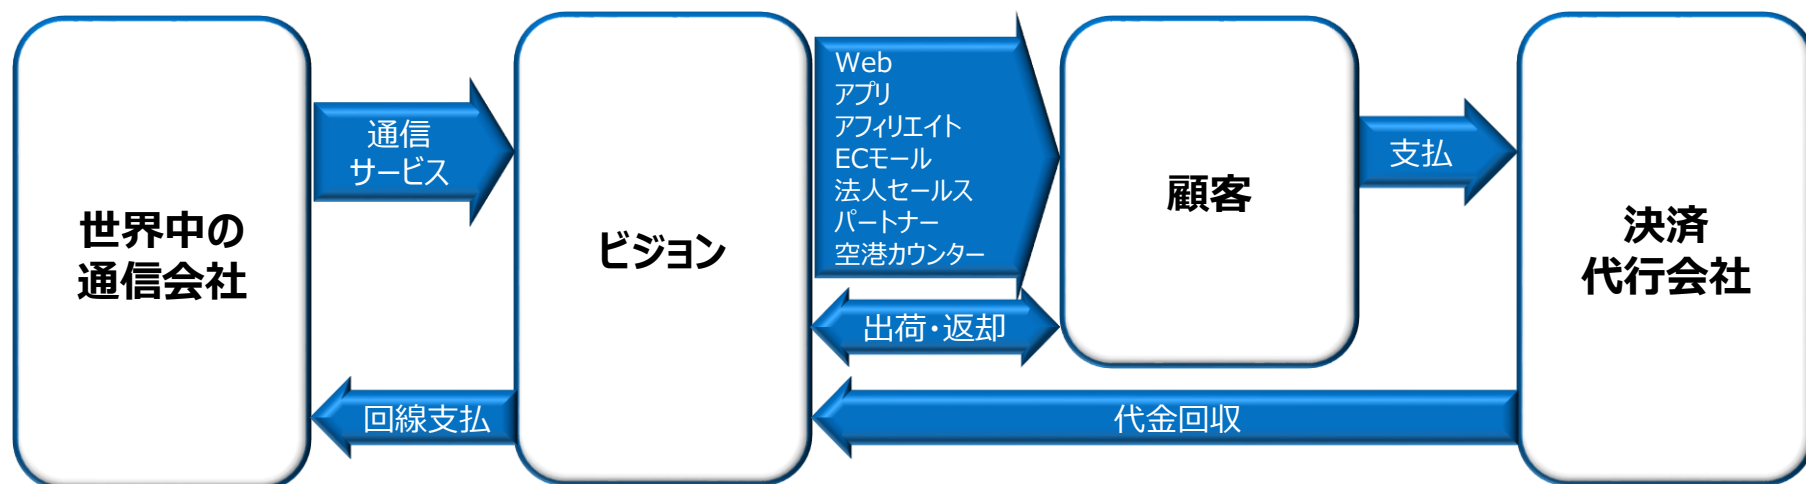 世界中の
通信会社
通信
サービス
回線支払
ビジョン
Web
アプリ
アフィリエイト
ECモール
法人セールス
パートナー
空港カウンター
出荷・返却
代金回収
顧客
支払
決済
代行会社